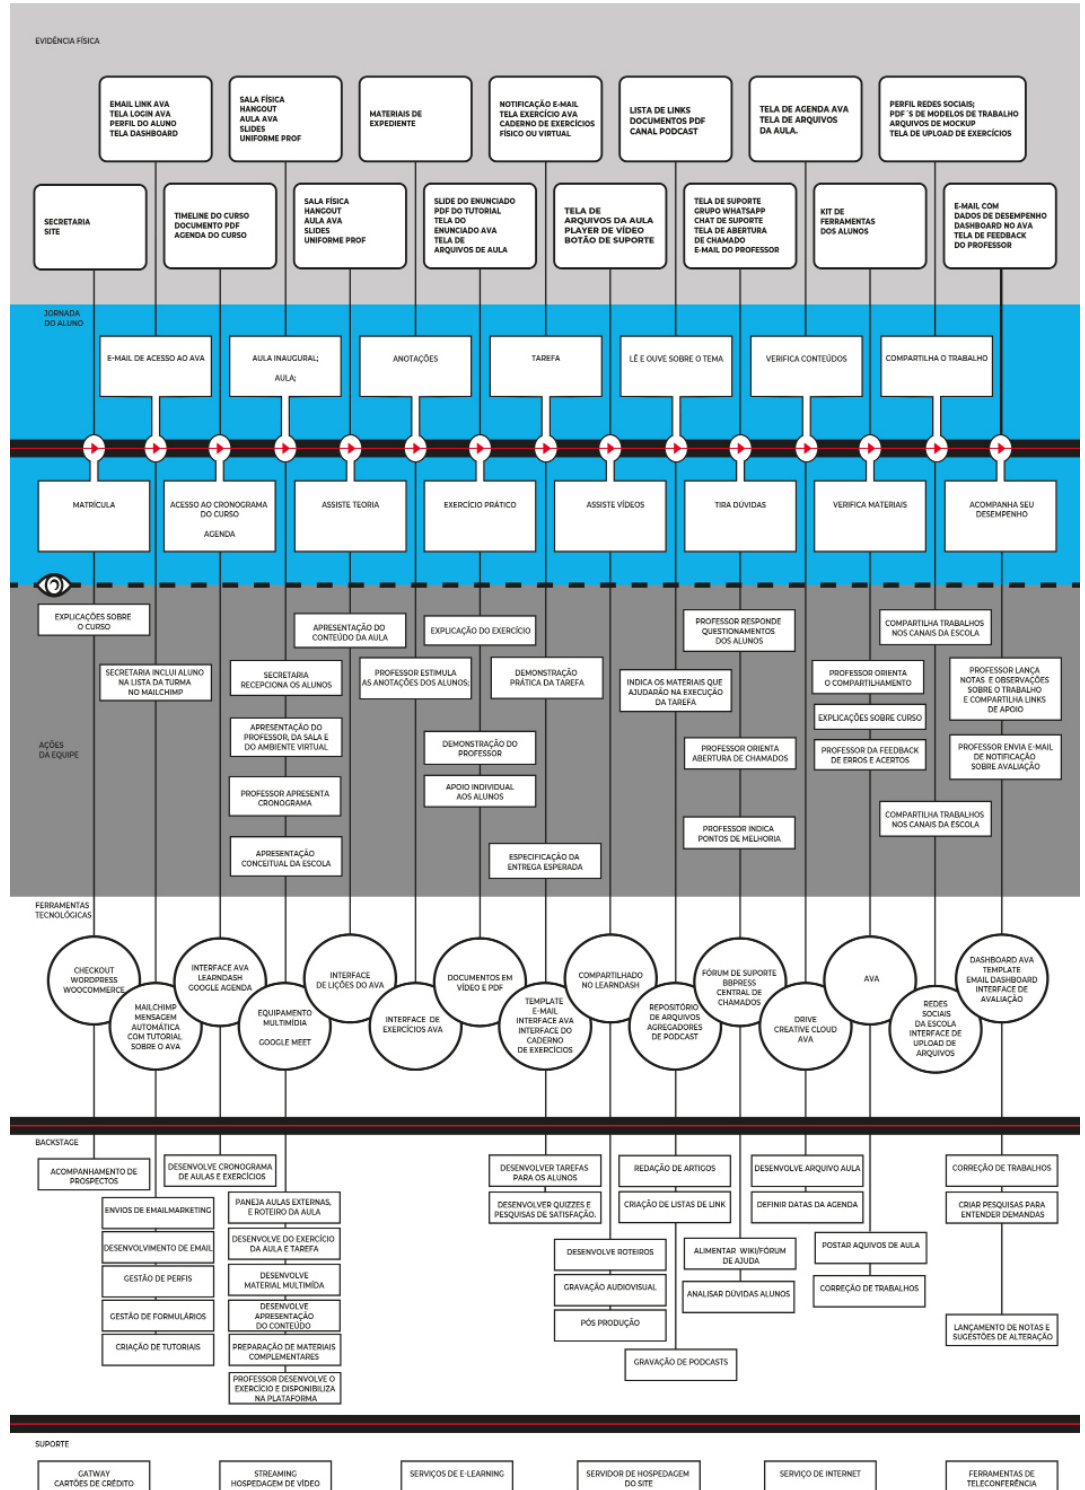 EVIDÊNCIA FÍSICA
EMAIL LINK AVA
TELA LOGIN AVA
PERFIL DO ALUNO
TELA DASHBOARD
SALA FÍSICA
HANGOUT
AULA AVA
SLIDES
UNIFORME PROF
MATERIAIS DE
EXPEDIENTE
NOTIFICAÇÃO E-MAIL
TELA EXERCÍCIO AVA
CADERNO DE EXERCÍCIOS
FÍSICO OU VIRTUAL
LISTA DE LINKS
DOCUMENTOS PDF
CANAL PODCAST
TELA DE AGENDA AVA
TELA DE ARQUIVOS
DA AULA.
PERFIL REDES SOCIAIS;
PDF´S DE MODELOS DE TRABALHO
ARQUIVOS DE MOCKUP
TELA DE UPLOAD DE EXERCÍCIOS
SECRETARIA
SITE
TIMELINE DO CURSO
DOCUMENTO PDF
AGENDA DO CURSO
SALA FÍSICA
HANGOUT
AULA AVA
SLIDES
UNIFORME PROF
SLIDE DO ENUNCIADO
PDF DO TUTORIAL
TELA DO
ENUNCIADO AVA
TELA DE
ARQUIVOS DE AULA
TELA DE
ARQUIVOS DA AULA
PLAYER DE VÍDEO
BOTÃO DE SUPORTE
TELA DE SUPORTE
GRUPO WHATSAPP
CHAT DE SUPORTE
TELA DE ABERTURA
DE CHAMADO
E-MAIL DO PROFESSOR
KIT DE
FERRAMENTAS
DOS ALUNOS
E-MAIL COM
DADOS DE DESEMPENHO
DASHBOARD NO AVA
TELA DE FEEDBACK
DO PROFESSOR
JORNADA
DO ALUNO
E-MAIL DE ACESSO AO AVA
AULA INAUGURAL;
AULA;
ANOTAÇÕES
TAREFA
LÊ E OUVE SOBRE O TEMA
VERIFICA CONTEÚDOS
COMPARTILHA O TRABALHO
MATRÍCULA
ACESSO AO CRONOGRAMA
DO CURSO
AGENDA
ASSISTE TEORIA
EXERCÍCIO PRÁTICO
ASSISTE VÍDEOS
TIRA DÚVIDAS
VERIFICA MATERIAIS
ACOMPANHA SEU
DESEMPENHO
AÇÕES
DA EQUIPE
EXPLICAÇÕES SOBRE
O CURSO
SECRETARIA INCLUI ALUNO
NA LISTA DA TURMA
NO MAILCHIMP
SECRETARIA
RECEPCIONA OS ALUNOS
APRESENTAÇÃO DO
PROFESSOR, DA SALA E
DO AMBIENTE VIRTUAL
PROFESSOR APRESENTA
CRONOGRAMA
APRESENTAÇÃO
CONCEITUAL DA ESCOLA
APRESENTAÇÃO DO
CONTEÚDO DA AULA
PROFESSOR ESTIMULA
AS ANOTAÇÕES DOS ALUNOS;
EXPLICAÇÃO DO EXERCÍCIO
DEMONSTRAÇÃO DO
PROFESSOR
APOIO INDIVIDUAL
AOS ALUNOS
DEMONSTRAÇÃO
PRÁTICA DA TAREFA
ESPECIFICAÇÃO DA
ENTREGA ESPERADA
INDICA OS MATERIAIS QUE
AJUDARÃO NA EXECUÇÃO
DA TAREFA
PROFESSOR RESPONDE
QUESTIONAMENTOS
DOS ALUNOS
PROFESSOR ORIENTA
ABERTURA DE CHAMADOS
PROFESSOR INDICA
PONTOS DE MELHORIA
PROFESSOR ORIENTA
O COMPARTILHAMENTO
EXPLICAÇÕES SOBRE CURSO
PROFESSOR DA FEEDBACK
DE ERROS E ACERTOS
COMPARTILHA TRABALHOS
NOS CANAIS DA ESCOLA
COMPARTILHA TRABALHOS
NOS CANAIS DA ESCOLA
PROFESSOR LANÇA
NOTAS E OBSERVAÇÕES
SOBRE O TRABALHO
E COMPARTILHA LINKS
DE APOIO
PROFESSOR ENVIA E-MAIL
DE NOTIFICAÇÃO
SOBRE AVALIAÇÃO
FERRAMENTAS
TECNOLÓGICAS
CHECKOUT
WORDPRESS
WOOCOMMERCE
MAILCHIMP
MENSAGEM
AUTOMÁTICA
COM TUTORIAL
SOBRE O AVA
INTERFACE AVA
LEARNDASH
GOOGLE AGENDA
EQUIPAMENTO
MULTIMÍDIA
GOOGLE MEET
INTERFACE
DE LIÇÕES DO AVA
INTERFACE DE
EXERCÍCIOS AVA
DOCUMENTOS EM
VÍDEO E PDF
TEMPLATE
E-MAIL
INTERFACE AVA
INTERFACE DO
CADERNO
DE EXERCÍCIOS
COMPARTILHADO
NO LEARNDASH
REPOSITÓRIO
DE ARQUIVOS
AGREGADORES
DE PODCAST
FÓRUM DE SUPORTE
BBPRESS
CENTRAL DE
CHAMADOS
DRIVE
CREATIVE CLOUD
AVA
AVA
REDES
SOCIAIS
DA ESCOLA
INTERFACE DE
UPLOAD DE
ARQUIVOS
DASHBOARD AVA
TEMPLATE
EMAIL DASHBOARD
INTERFACE DE
AVALIAÇÃO
BACKSTAGE
ACOMPANHAMENTO DE
PROSPECTOS
ENVIOS DE EMAILMARKETING
DESENVOLVIMENTO DE EMAIL
GESTÃO DE PERFIS
GESTÃO DE FORMULÁRIOS
CRIAÇÃO DE TUTORIAIS
DESENVOLVE CRONOGRAMA
DE AULAS E EXERCÍCIOS
PANEJA AULAS EXTERNAS,
E ROTEIRO DA AULA
DESENVOLVE DO EXERCÍCIO
DA AULA E TAREFA
DESENVOLVE
MATERIAL MULTIMÍDA
DESENVOLVE
APRESENTAÇÃO
DO CONTEÚDO
PREPARAÇÃO DE MATERIAIS
COMPLEMENTARES
PROFESSOR DESENVOLVE O
EXERCÍCIO E DISPONIBILIZA
NA PLATAFORMA
DESENVOLVER TAREFAS
PARA OS ALUNOS
DESENVOLVER QUIZZES E
PESQUISAS DE SATISFAÇÃO.
DESENVOLVE ROTEIROS
GRAVAÇÃO AUDIOVISUAL
PÓS PRODUÇÃO
REDAÇÃO DE ARTIGOS
CRIAÇÃO DE LISTAS DE LINK
GRAVAÇÃO DE PODCASTS
ALIMENTAR WIKI/FÓRUM
DE AJUDA
ANALISAR DÚVIDAS ALUNOS
DESENVOLVE ARQUIVO AULA
DEFINIR DATAS DA AGENDA
POSTAR AQUIVOS DE AULA
CORREÇÃO DE TRABALHOS
CORREÇÃO DE TRABALHOS
CRIAR PESQUISAS PARA
ENTENDER DEMANDAS
LANÇAMENTO DE NOTAS E
SUGESTÕES DE ALTERAÇÃO
SUPORTE
GATWAY
CARTÕES DE CRÉDITO
STREAMING
HOSPEDAGEM DE VÍDEO
SERVIÇOS DE E-LEARNING
SERVIDOR DE HOSPEDAGEM
DO SITE
SERVIÇO DE INTERNET
FERRAMENTAS DE
TELECONFERÊNCIA